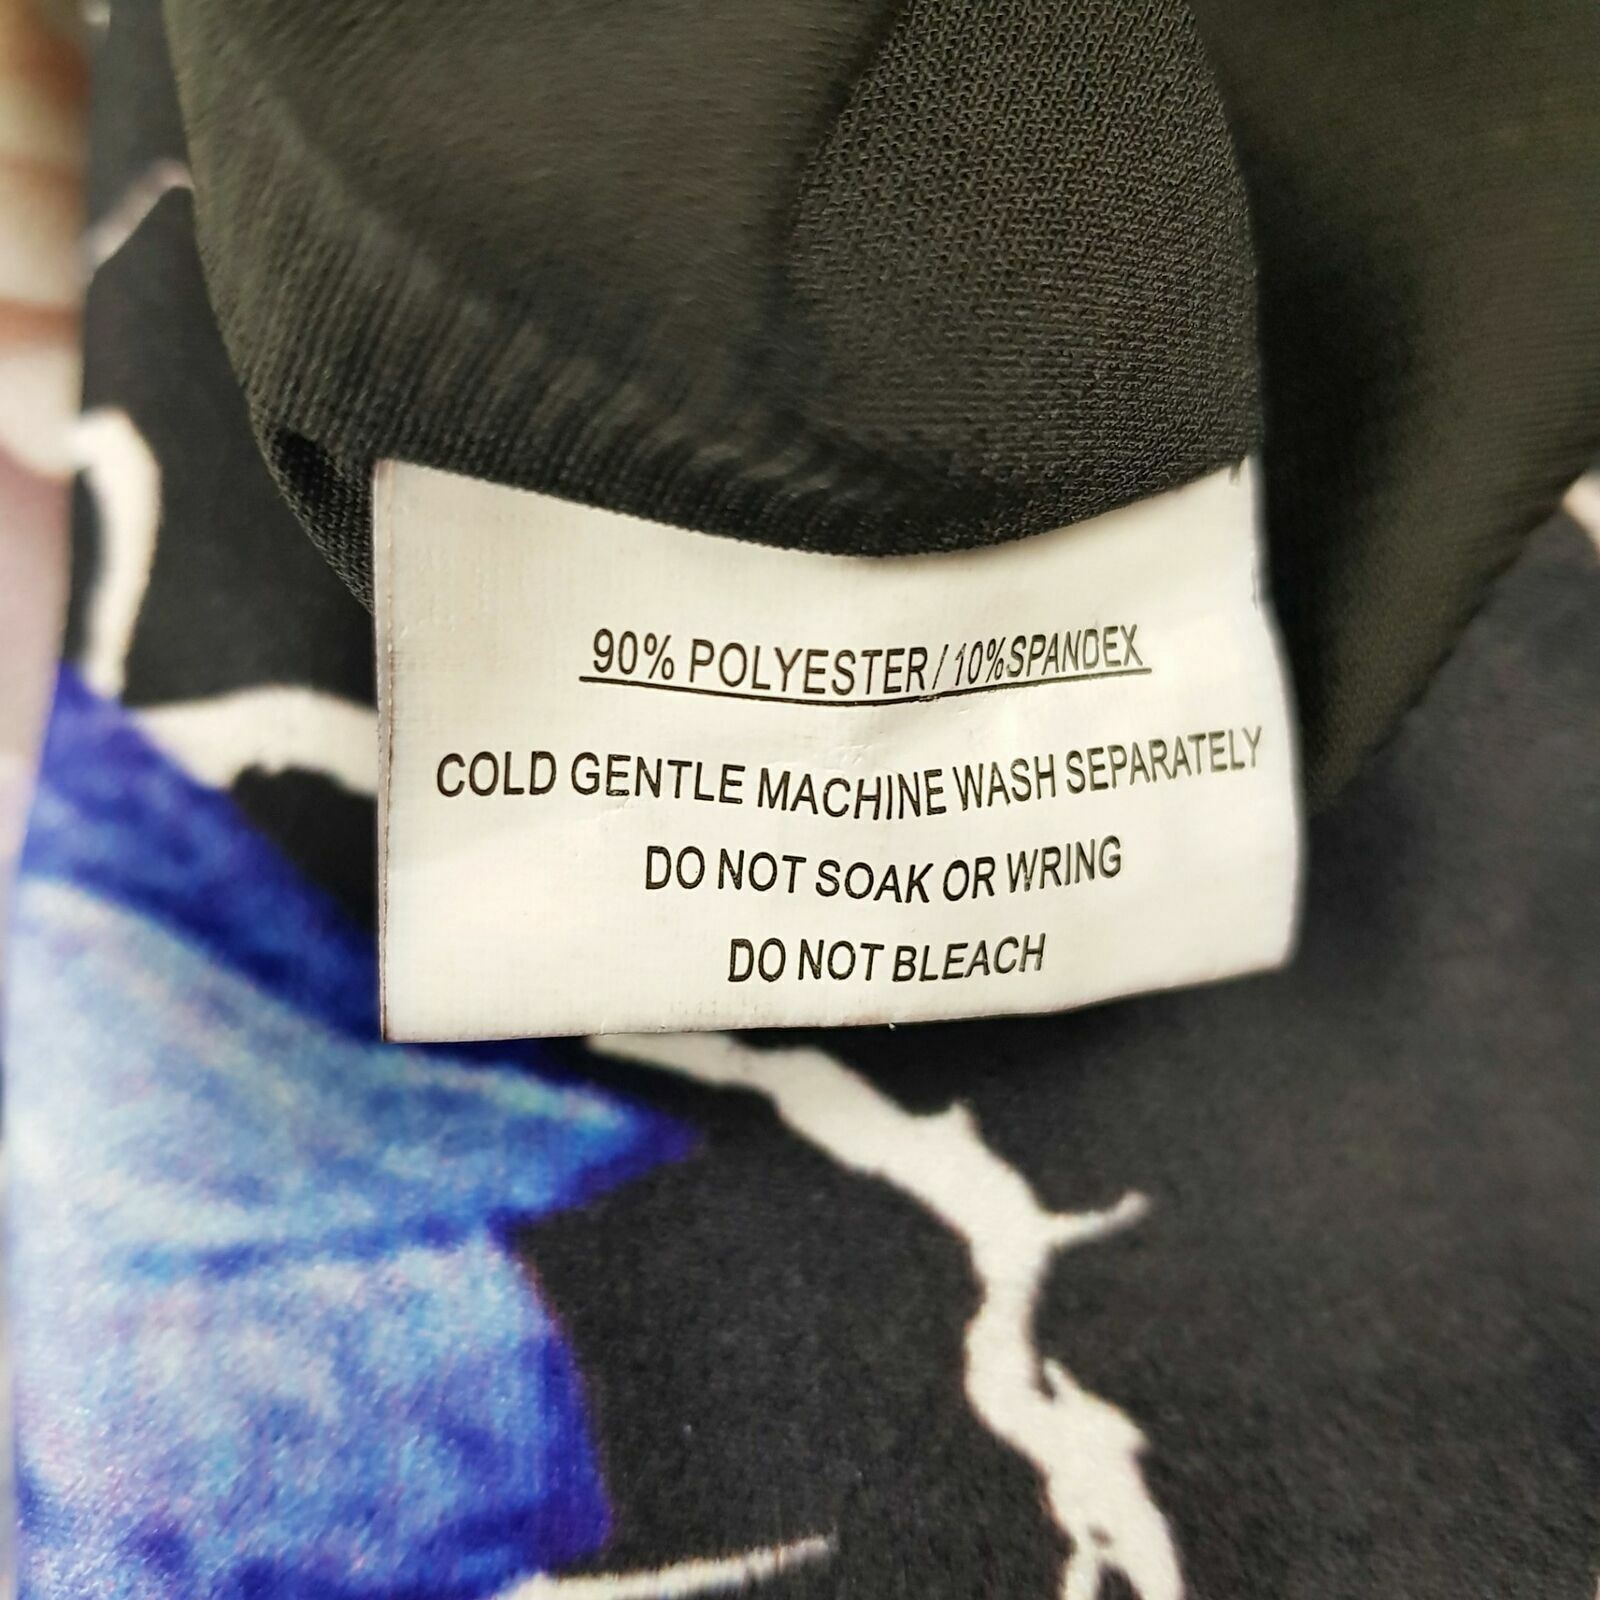 90% POLYESTER/10%SPANDEX
COLD GENTLE MACHINE WASH SEPARATELY
DO NOT SOAK OR WRING
DO NOT BLEACH